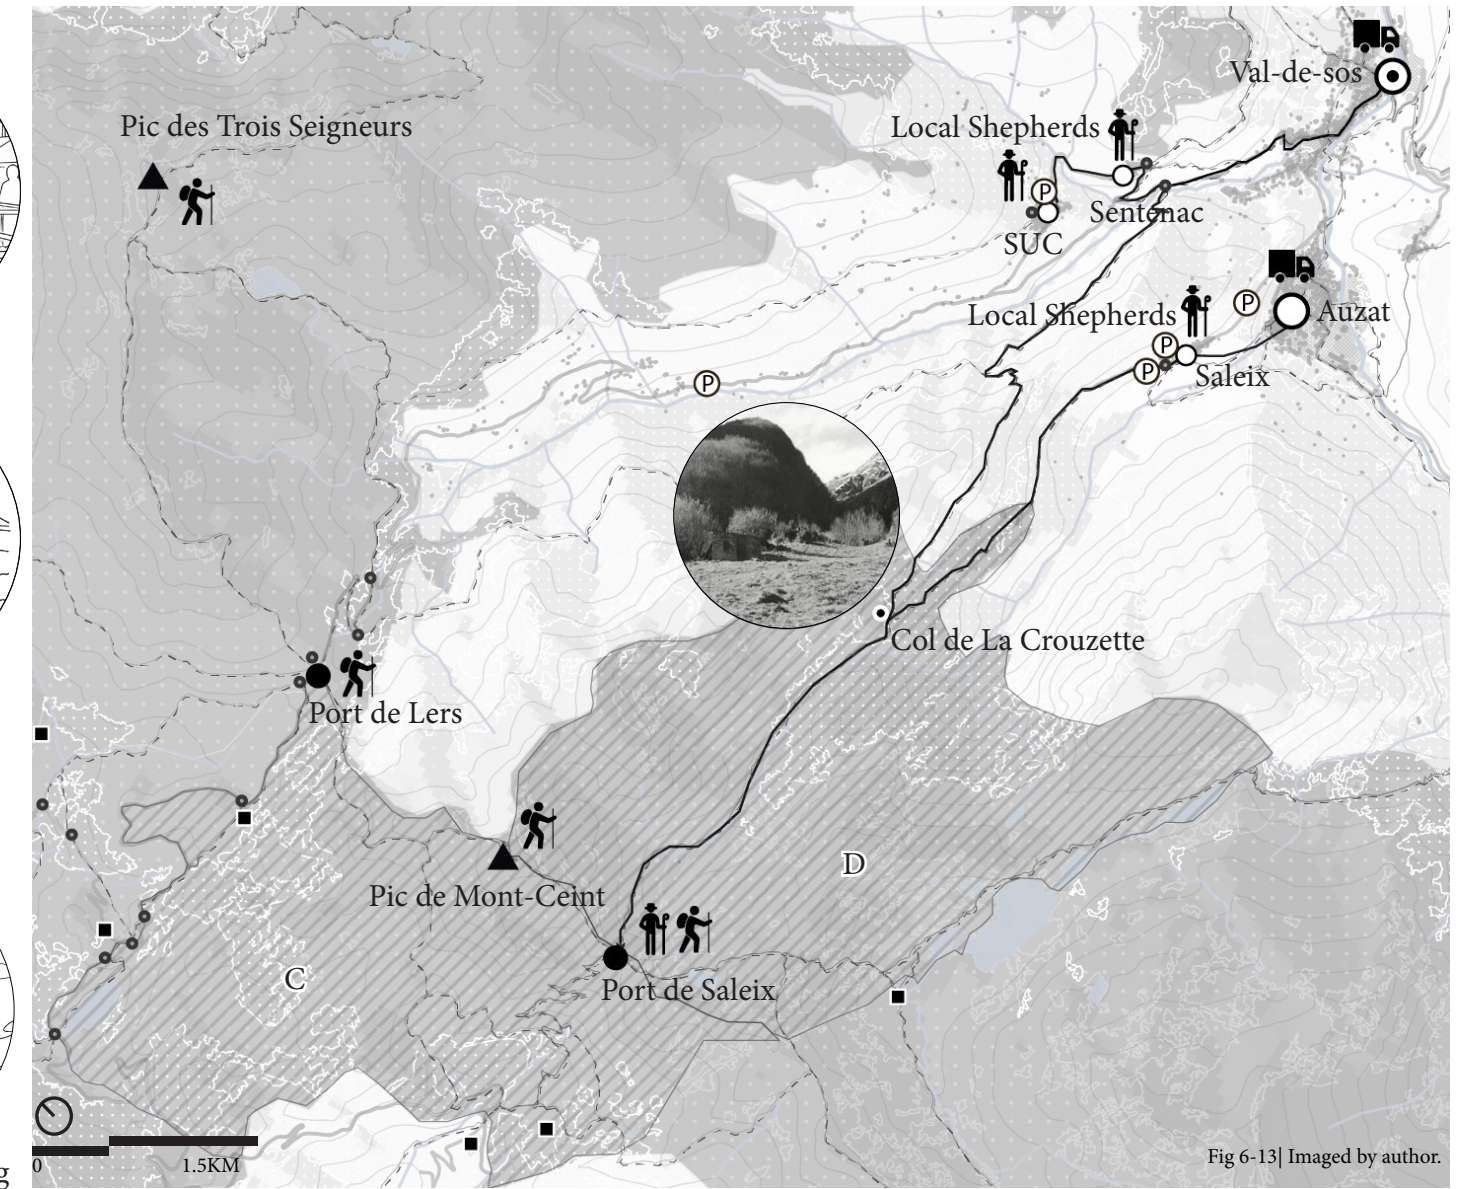 Val-de-sos
Pic des Trois Seigneurs
Local Shepherds
P
Sentenac
SUC
P
Local Shepherds
Auzat
P
P
Saleix
P
Col de La Crouzette
Port de Lers
D
Pic de Mont-Ceint
C
Port de Saleix
0
1.5KM
Fig 6-13| Imaged by author.
g